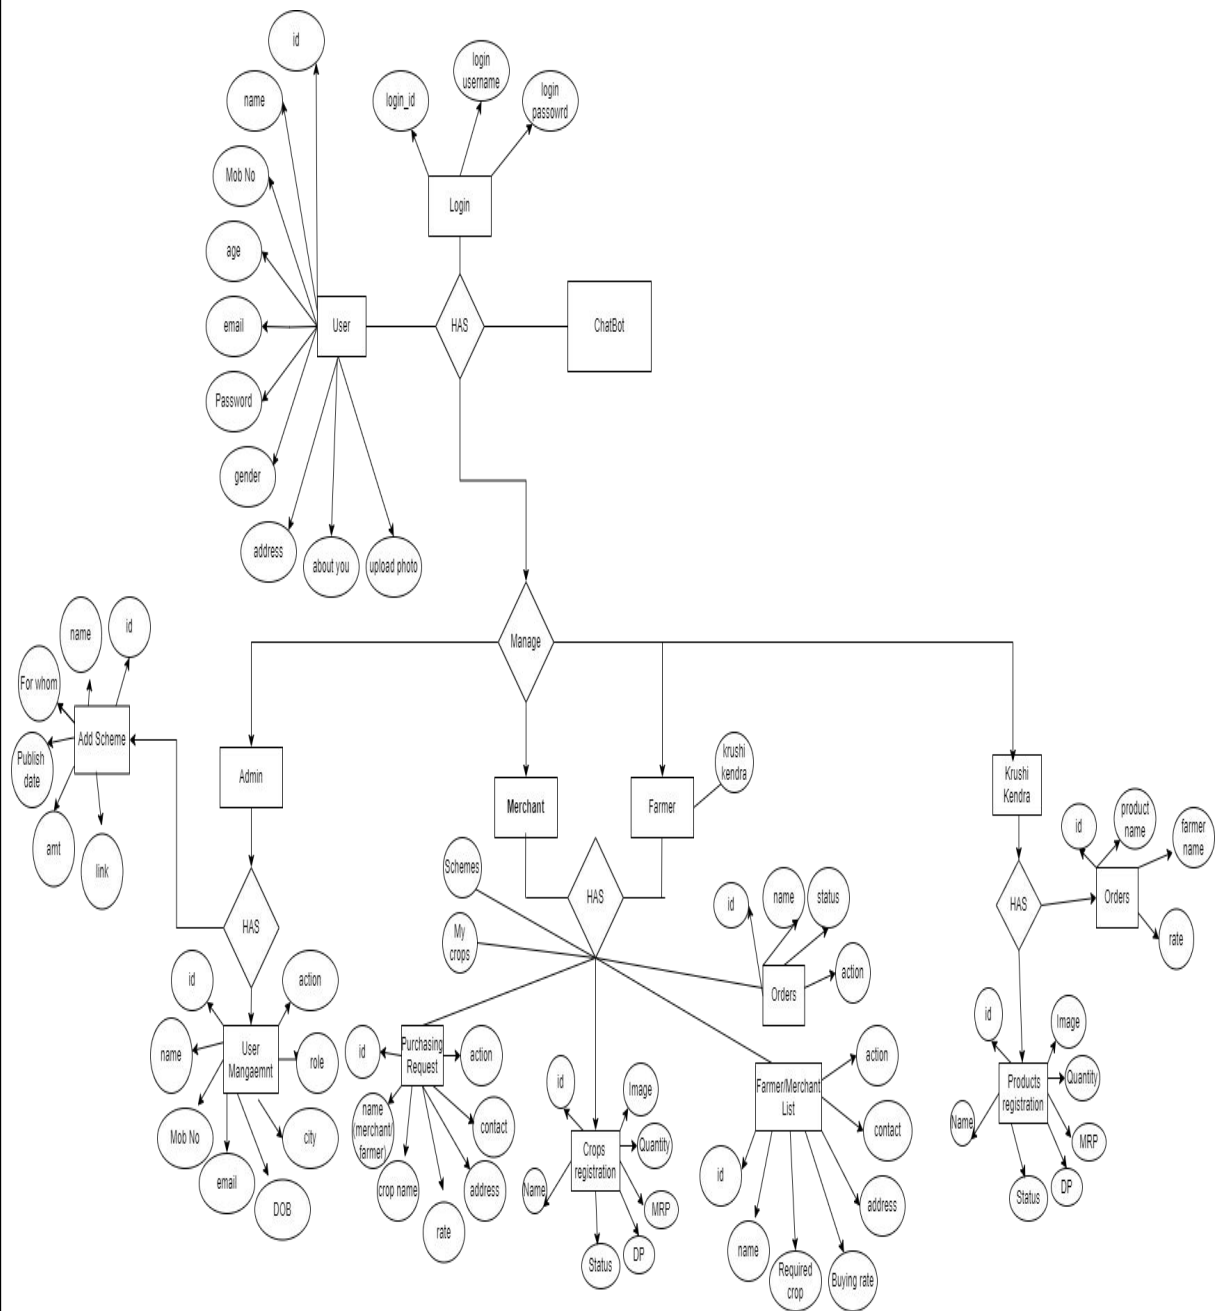 id
login
username
login
passowrd
login_id
name
Mob No
Login
age
email
User
HAS
ChatBot
Password
gender
address
about you
upload photo
Manage
name
id
For whom
Add Scheme
Publish
date
amt
link
Admin
Merchant
Farmer
krushi
kendra
Krushi
Kendra
id
product
name
farmer
name
Orders
rate
HAS
HAS
HAS
Schemes
My
crops
id
name
status
Orders
action
id
action
name
User
Mangaemnt
role
Mob No
city
email
DOB
id
Purchasing
Request
action
name
(merchant/
farmer)
contact
crop name
address
rate
id
Image
Crops
registration
Quantity
Name
MRP
Status
DP
Farmer/Merchant
List
action
contact
id
address
name
Required
crop
Buying rate
id
Image
Products
registration
Quantity
Name
MRP
Status
DP